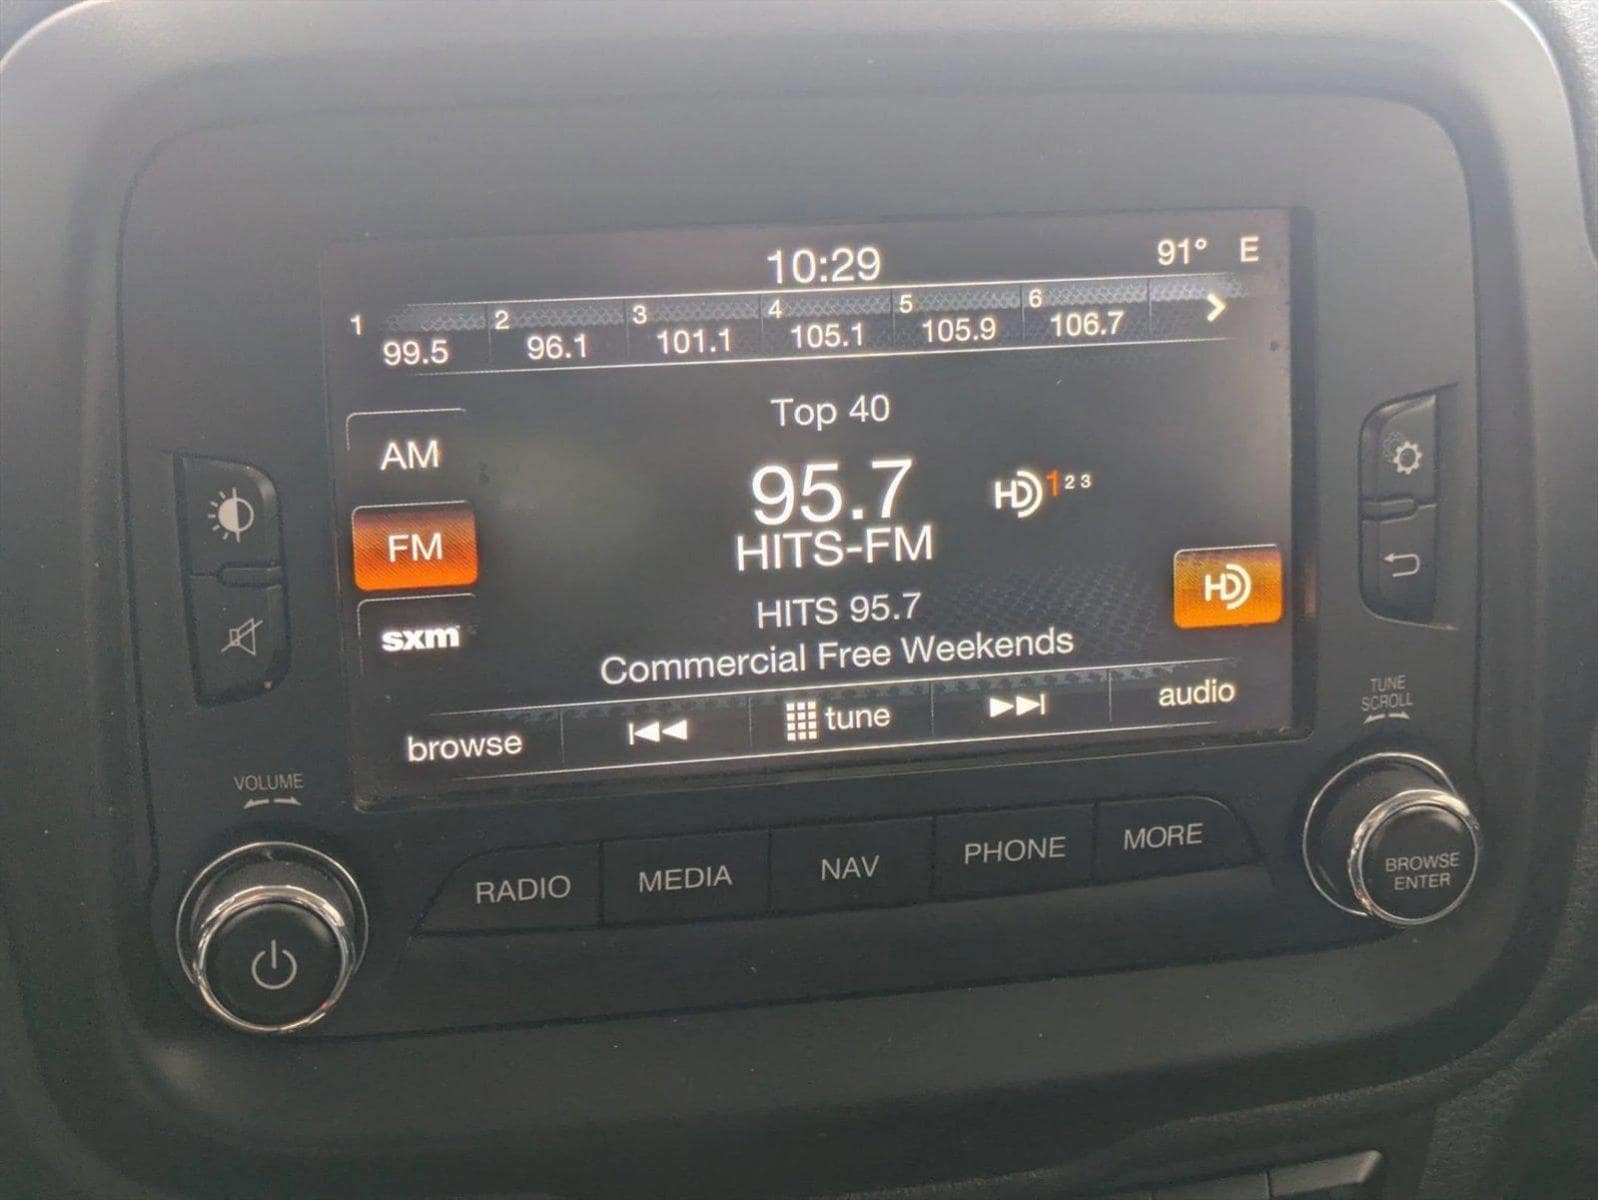 10:29 91° E
1 2 3 4 5 6
99.5 96.1 101.1 105.1 105.9 106.7
Top 40
AM
95.7 HD 1 2 3
FM
HITS-FM
HD
HITS 95.7
sxm
Commercial Free Weekends
browse tune audio
TUNE
SCROLL
VOLUME
RADIO MEDIA NAV PHONE MORE
BROWSE
ENTER